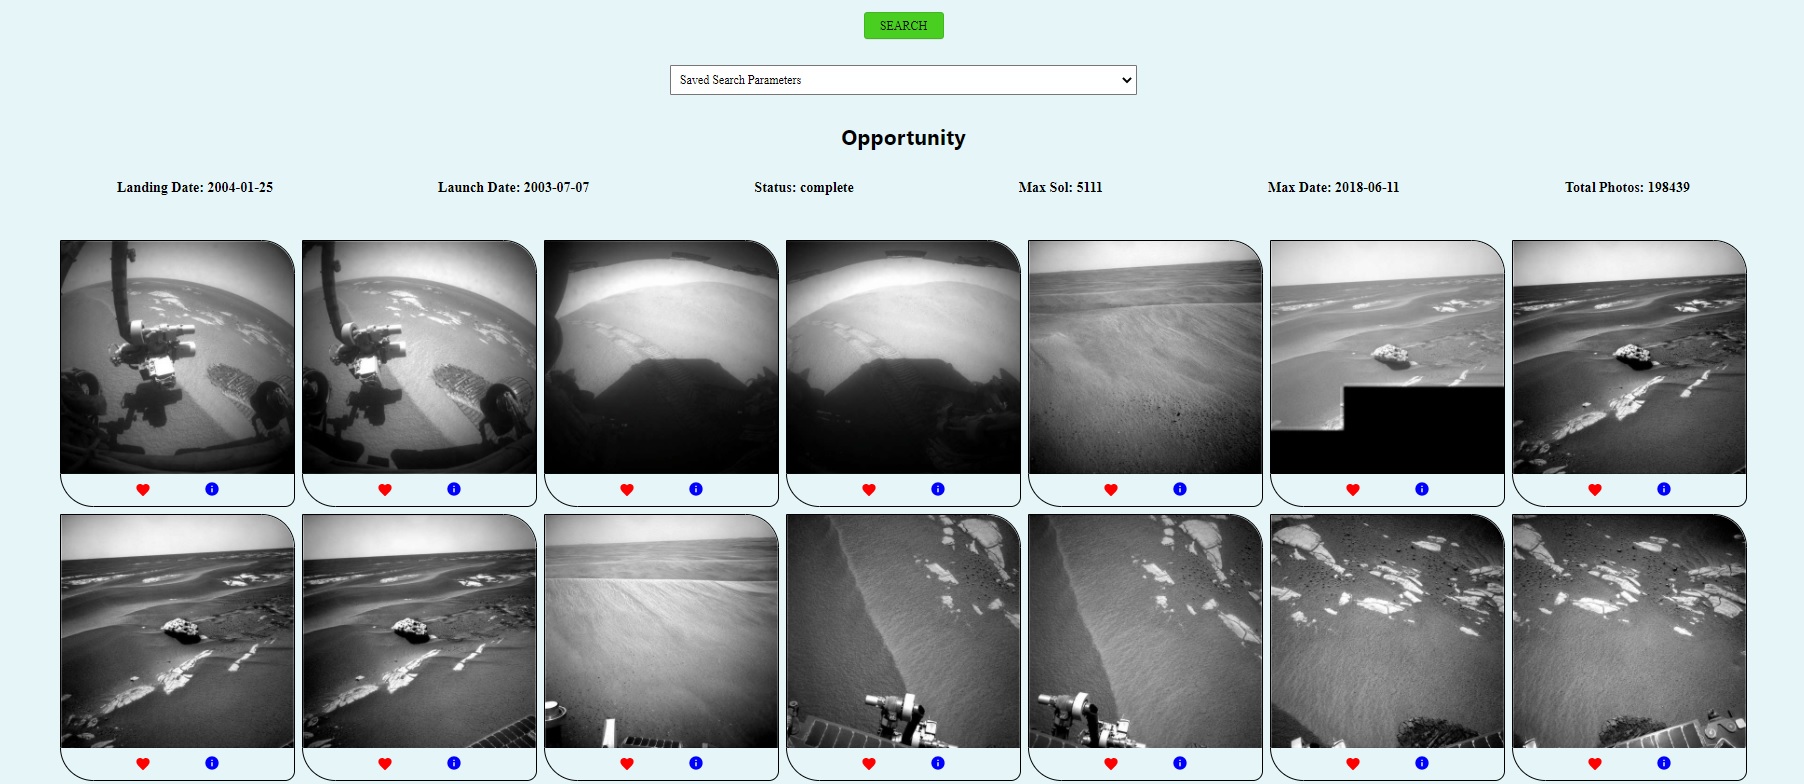 SEARCH
Saved Search Parameters
Opportunity
Landing Date: 2004-01-25 Launch Date: 2003-07-07 Status: complete Max Sol: 5111 Max Date: 2018-06-11 Total Photos: 198439